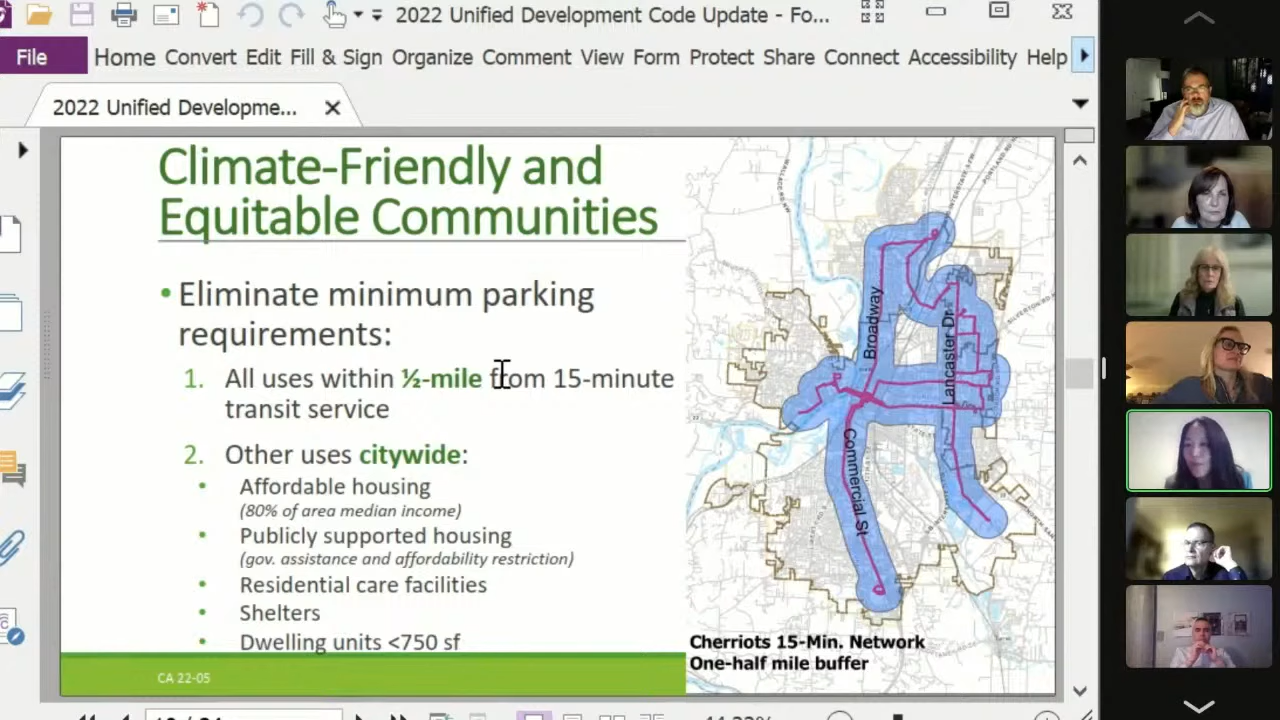 2022 Unified Development Code Update - Fo...
File Home Convert Edit Fill & Sign Organize Comment View Form Protect Share Connect Accessibility Help
2022 Unified Developme...
Climate-Friendly and
Equitable Communities
• Eliminate minimum parking
requirements:
1. All uses within ½-mile from 15-minute
transit service
2. Other uses citywide:
• Affordable housing
(80% of area median income)
• Publicly supported housing
(gov. assistance and affordability restriction)
• Residential care facilities
• Shelters
• Dwelling units <750 sf
CA 22-05
Broadway
Lancaster Dr
Commercial St
Cherriots 15-Min. Network
One-half mile buffer